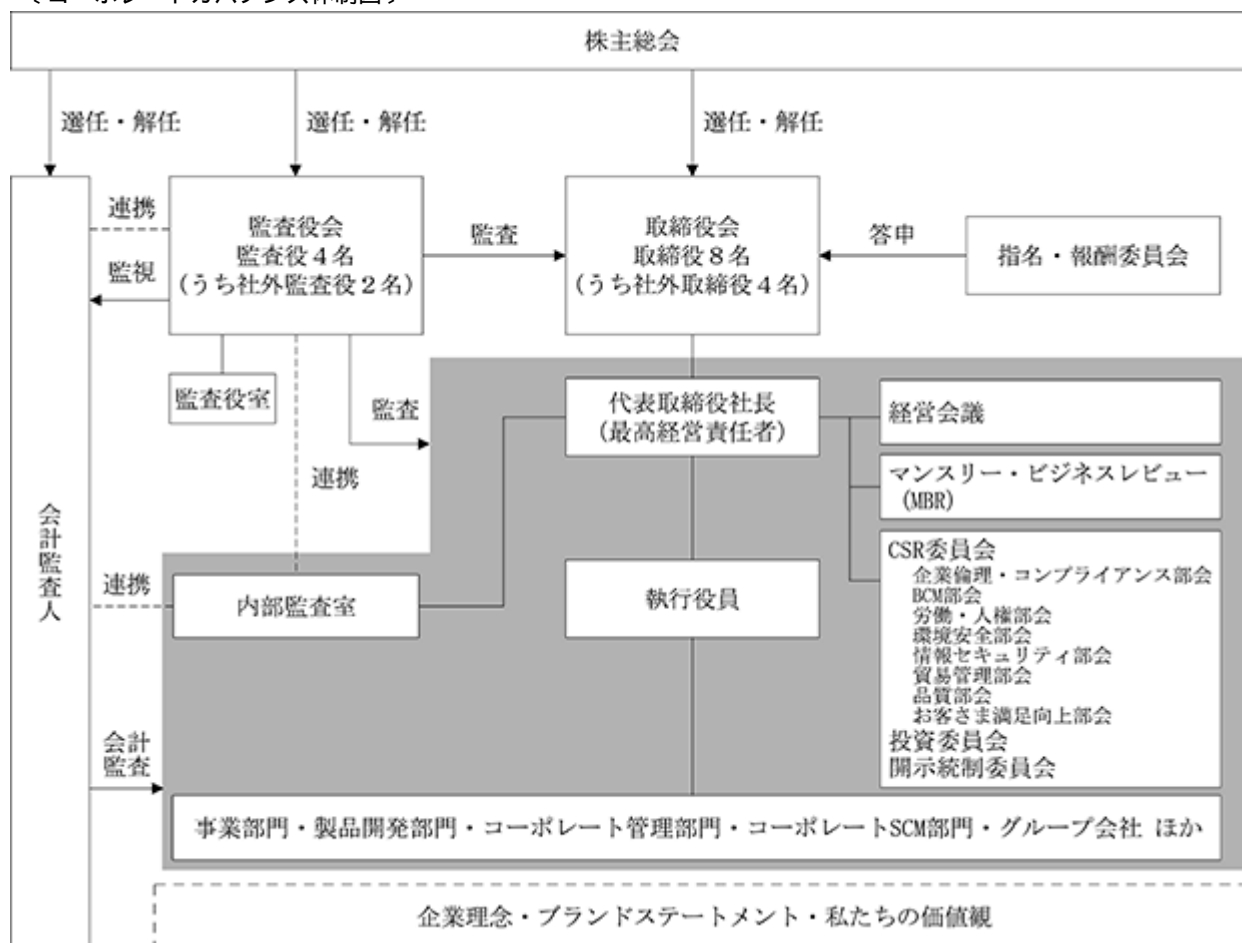 株主総会
選任・解任
選任・解任
選任・解任
連携
監視
監査役会
監査役4名
(うち社外監査役2名)
監査
取締役会
取締役8名
(うち社外取締役4名)
答申
指名・報酬委員会
監査役室
監査
連携
代表取締役社長
(最高経営責任者)
経営会議
マンスリー・ビジネスレビュー
(MBR)
会計監査人
連携
内部監査室
執行役員
CSR委員会
企業倫理・コンプライアンス部会
BCM部会
労働・人権部会
環境安全部会
情報セキュリティ部会
貿易管理部会
品質部会
お客さま満足向上部会
投資委員会
開示統制委員会
会計
監査
事業部門・製品開発部門・コーポレート管理部門・コーポレートSCM部門・グループ会社 ほか
企業理念・ブランドステートメント・私たちの価値観